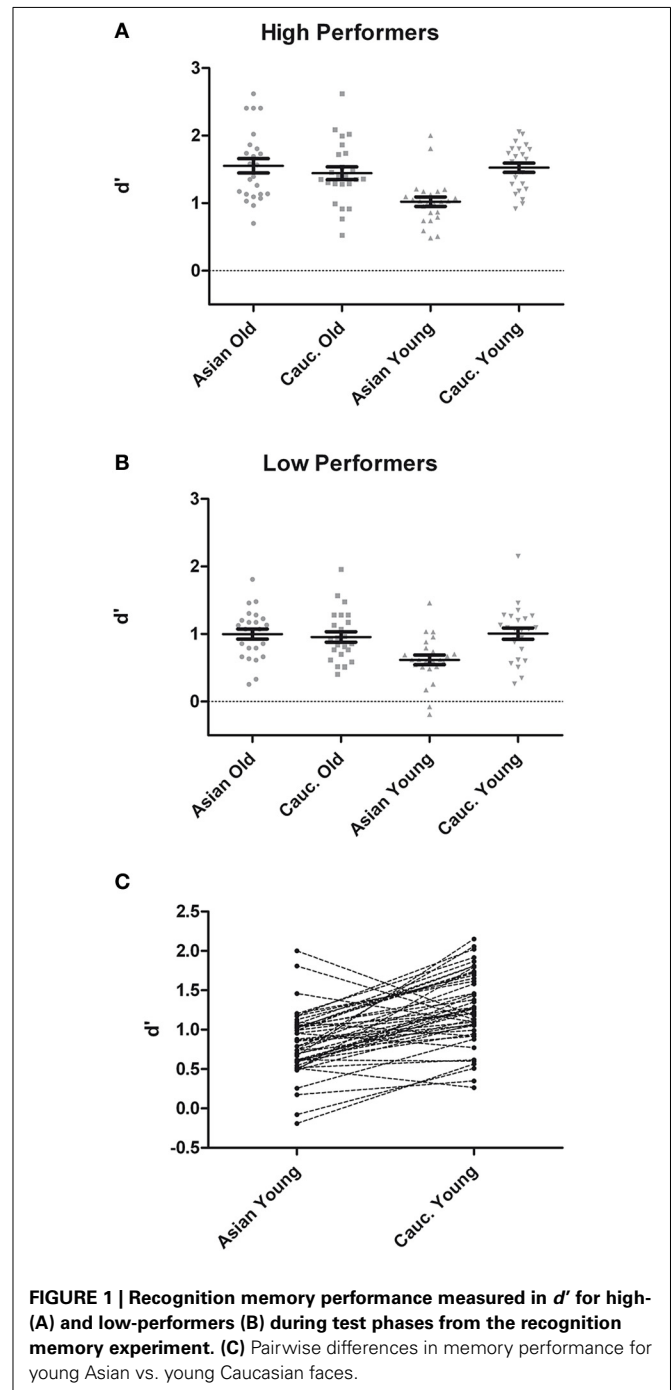 A
High Performers
3
2
1
0
d'
Asian Old
Cauc. Old
Asian Young
Cauc. Young
B
Low Performers
3
2
1
0
d'
Asian Old
Cauc. Old
Asian Young
Cauc. Young
C
2.5
2.0
1.5
1.0
0.5
0.0
-0.5
d'
Asian Young
Cauc. Young
FIGURE 1 | Recognition memory performance measured in d′ for high-
(A) and low-performers (B) during test phases from the recognition
memory experiment. (C) Pairwise differences in memory performance for
young Asian vs. young Caucasian faces.